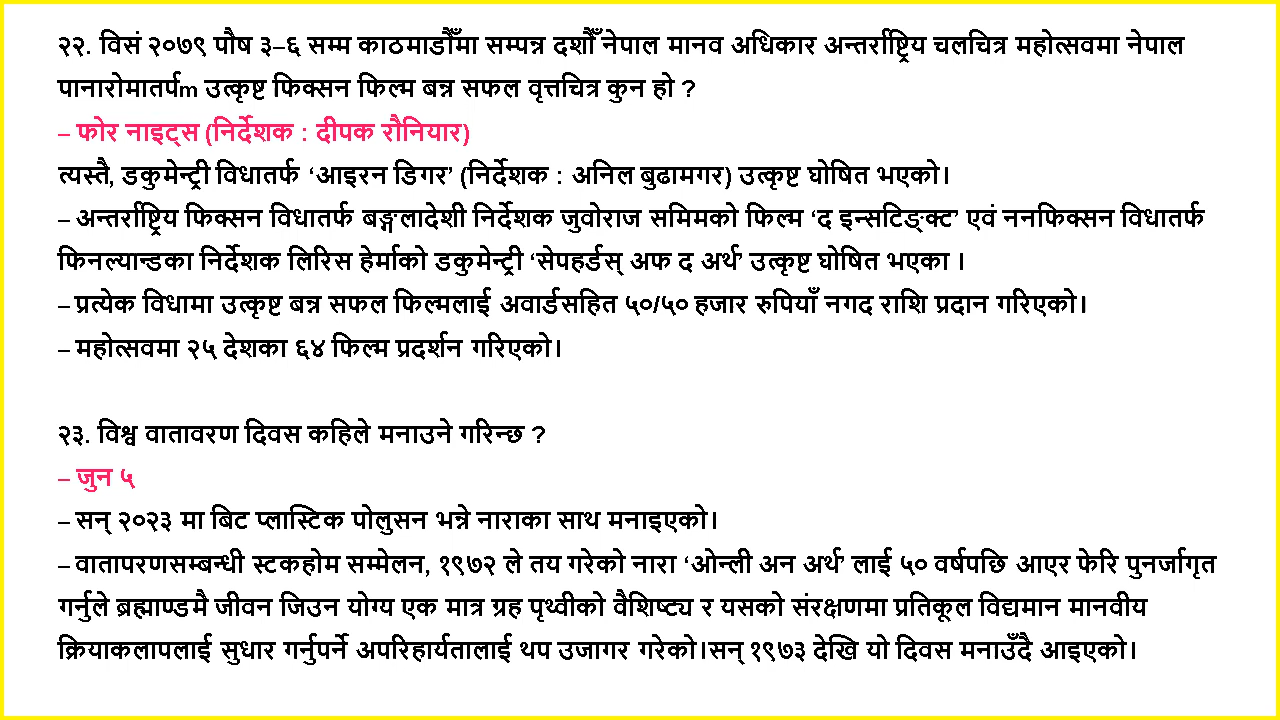 २२. विसं २०७९ पौष ३–६ सम्म काठमाडौँमा सम्पन्न दशौँ नेपाल मानव अधिकार अन्तर्राष्ट्रिय चलचित्र महोत्सवमा नेपाल
पानारोमातर्पm उत्कृष्ट फिक्सन फिल्म बन्न सफल वृत्तचित्र कुन हो ?
– फोर नाइट्स (निर्देशक : दीपक रौनियार)
त्यस्तै, डकुमेन्ट्री विधातर्फ ‘आइरन डिगर’ (निर्देशक : अनिल बुढामगर) उत्कृष्ट घोषित भएको।
– अन्तर्राष्ट्रिय फिक्सन विधातर्फ बङ्गलादेशी निर्देशक जुवोराज समिमको फिल्म ‘द इन्सटिङ्क्ट’ एवं ननफिक्सन विधातर्फ
फिनल्यान्डका निर्देशक लिरिस हेर्माको डकुमेन्ट्री ‘सेपहर्डस् अफ द अर्थ’ उत्कृष्ट घोषित भएका ।
– प्रत्येक विधामा उत्कृष्ट बन्न सफल फिल्मलाई अवार्डसहित ५०/५० हजार रुपियाँ नगद राशि प्रदान गरिएको।
– महोत्सवमा २५ देशका ६४ फिल्म प्रदर्शन गरिएको।
२३. विश्व वातावरण दिवस कहिले मनाउने गरिन्छ ?
– जुन ५
– सन् २०२३ मा बिट प्लास्टिक पोलुसन भन्ने नाराका साथ मनाइएको।
– वातापरणसम्बन्धी स्टकहोम सम्मेलन, १९७२ ले तय गरेको नारा ‘ओन्ली अन अर्थ’ लाई ५० वर्षपछि आएर फेरि पुनर्जागृत
गर्नुले ब्रह्माण्डमै जीवन जिउन योग्य एक मात्र ग्रह पृथ्वीको वैशिष्ट्य र यसको संरक्षणमा प्रतिकूल विद्यमान मानवीय
क्रियाकलापलाई सुधार गर्नुपर्ने अपरिहार्यतालाई थप उजागर गरेको।सन् १९७३ देखि यो दिवस मनाउँदै आइएको।